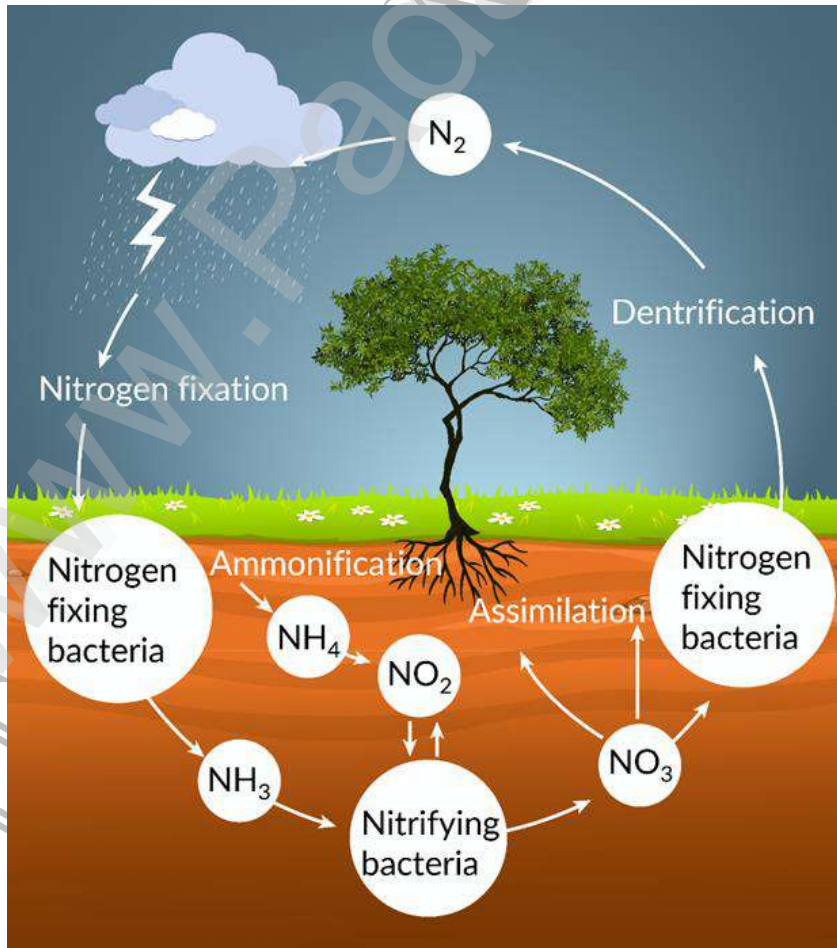 N₂
Dentrification
Nitrogen fixation
Nitrogen
fixing
bacteria
Ammonification
NH₄
NO₂
NH₃
Nitrifying
bacteria
NO₃
Assimilation
Nitrogen
fixing
bacteria